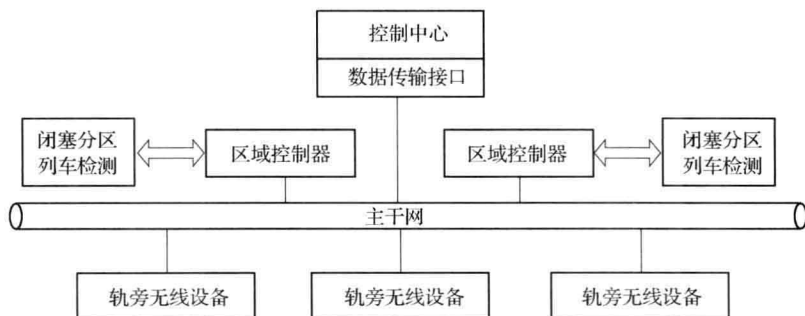 控制中心
数据传输接口
闭塞分区
列车检测
区域控制器
区域控制器
闭塞分区
列车检测
主干网
轨旁无线设备
轨旁无线设备
轨旁无线设备